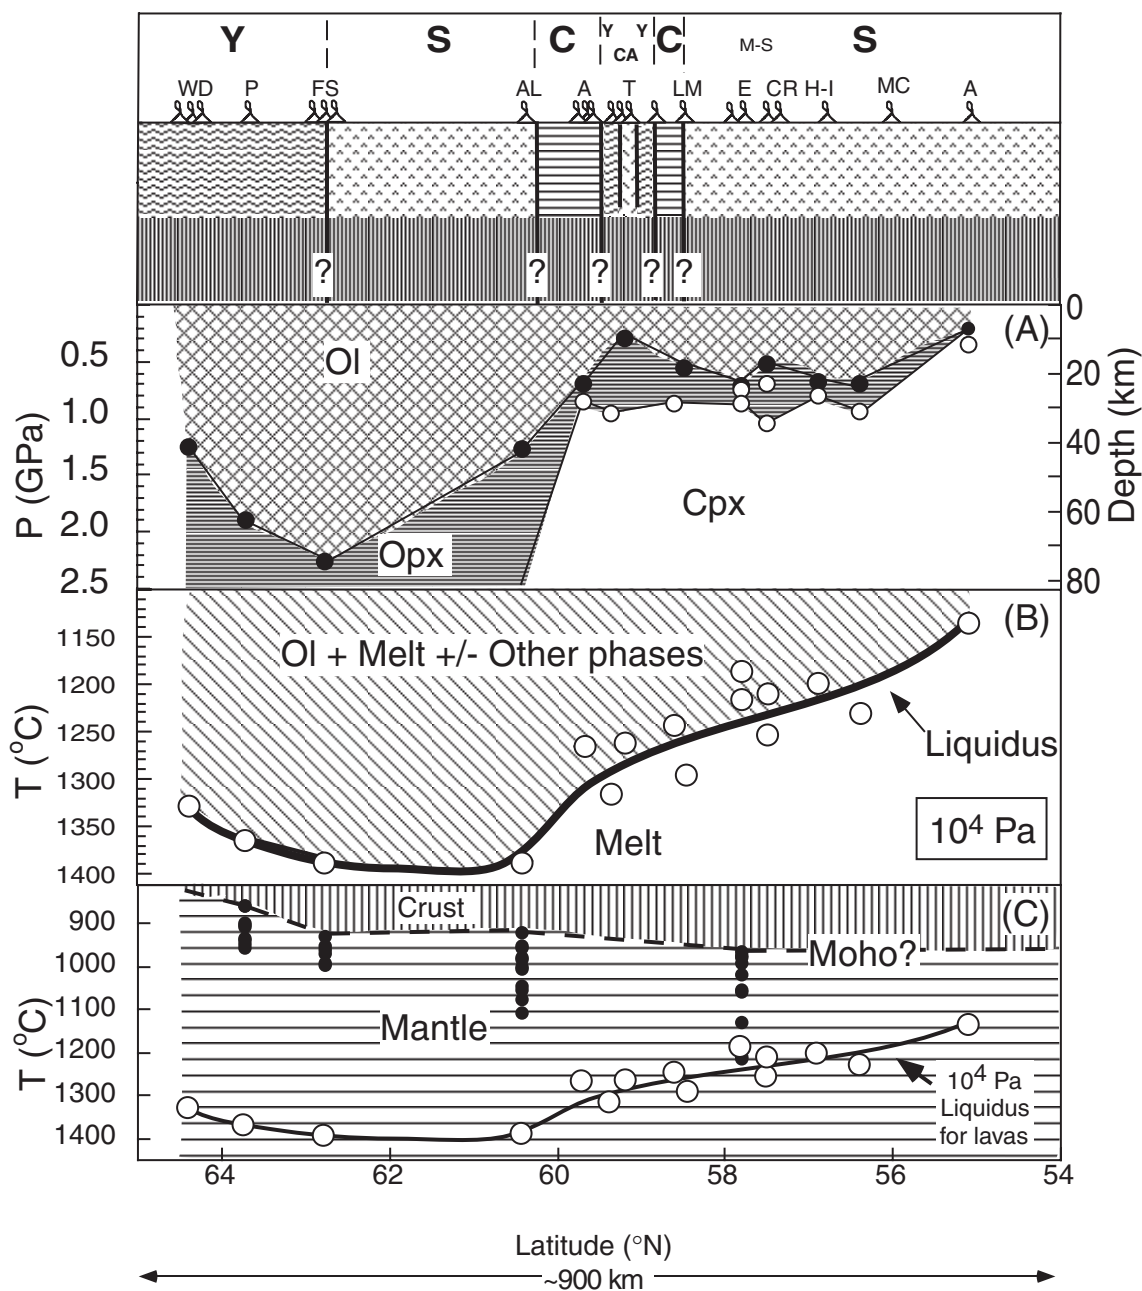 Y S C Y Y C S
CA M-S
WD P FS AL A T LM E CR H-I MC A
? ? ? ? ?
(A)
P (GPa)
0.5
1.0
1.5
2.0
2.5
Ol
Opx
Cpx
0
20
40
60
80
Depth (km)
(B)
T (°C)
1150
1200
1250
1300
1350
1400
Ol + Melt +/- Other phases
Liquidus
Melt
10⁴ Pa
(C)
T (°C)
900
1000
1100
1200
1300
1400
Crust
Moho?
Mantle
10⁴ Pa
Liquidus
for lavas
64 62 60 58 56 54
Latitude (°N)
~900 km